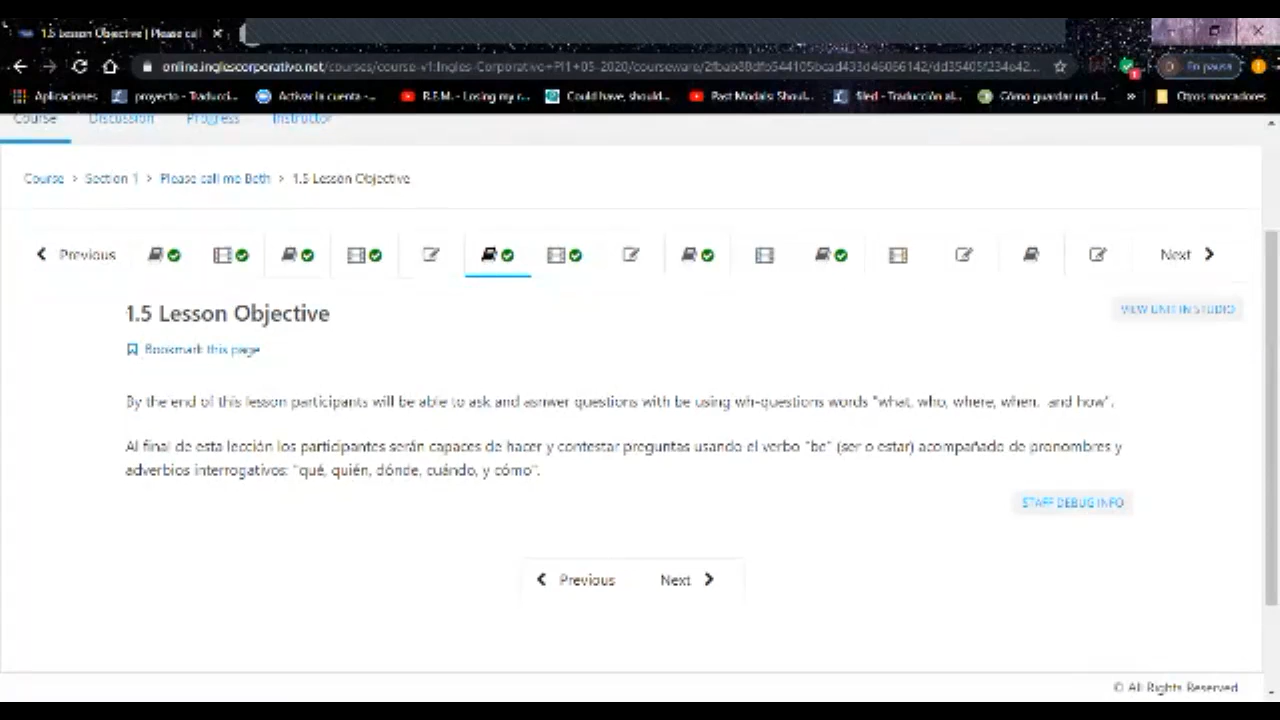 1.5 Lesson Objective | Please call
online.inglescorporativo.net/courses/course-v1:Ingles-Corporativo+PI1+05-2020/courseware/
En pausa
Aplicaciones
proyecto - Traducci...
Activar la cuenta -...
R.E.M. - Losing my r...
Could have, should...
Past Modals: Shoul...
filed - Traducción al...
Cómo guardar un d...
»
Otros marcadores
Course Discussion Progress Instructor
Course > Section 1 > Please call me Beth > 1.5 Lesson Objective
Previous
Next
1.5 Lesson Objective
VIEW UNIT IN STUDIO
Bookmark this page
By the end of this lesson participants will be able to ask and asnwer questions with be using wh-questions words "what, who, where, when, and how".
Al final de esta lección los participantes serán capaces de hacer y contestar preguntas usando el verbo "be" (ser o estar) acompañado de pronombres y
adverbios interrogativos: "qué, quién, dónde, cuándo, y cómo".
STAFF DEBUG INFO
Previous Next
© All Rights Reserved